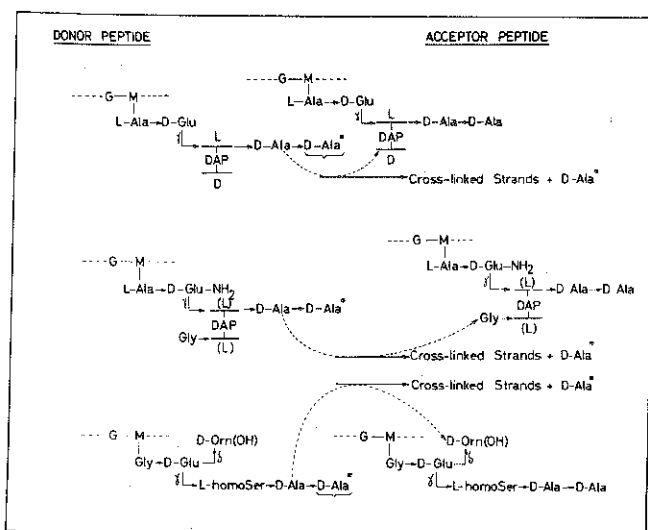 DONOR PEPTIDE ACCEPTOR PEPTIDE
G-M G-M
L-Ala→D-Glu L-Ala→D-Glu
γ L D-Ala→D-Ala* γ L D-Ala→D-Ala
DAP DAP
D D
Cross-linked Strands + D-Ala*
G-M G-M
L-Ala→D-Glu-NH₂ L-Ala→D-Glu-NH₂
γ (L) D-Ala→D-Ala* γ (L) D Ala→D Ala
DAP DAP
Gly→(L) Gly→(L)
Cross-linked Strands + D-Ala*
Cross-linked Strands + D-Ala*
G M D-Orn(OH) G M D-Orn(OH)
Gly→D-Glu δ Gly→D-Glu δ
γ L-homoSer→D-Ala→D-Ala* γ L-homoSer→D-Ala→D-Ala